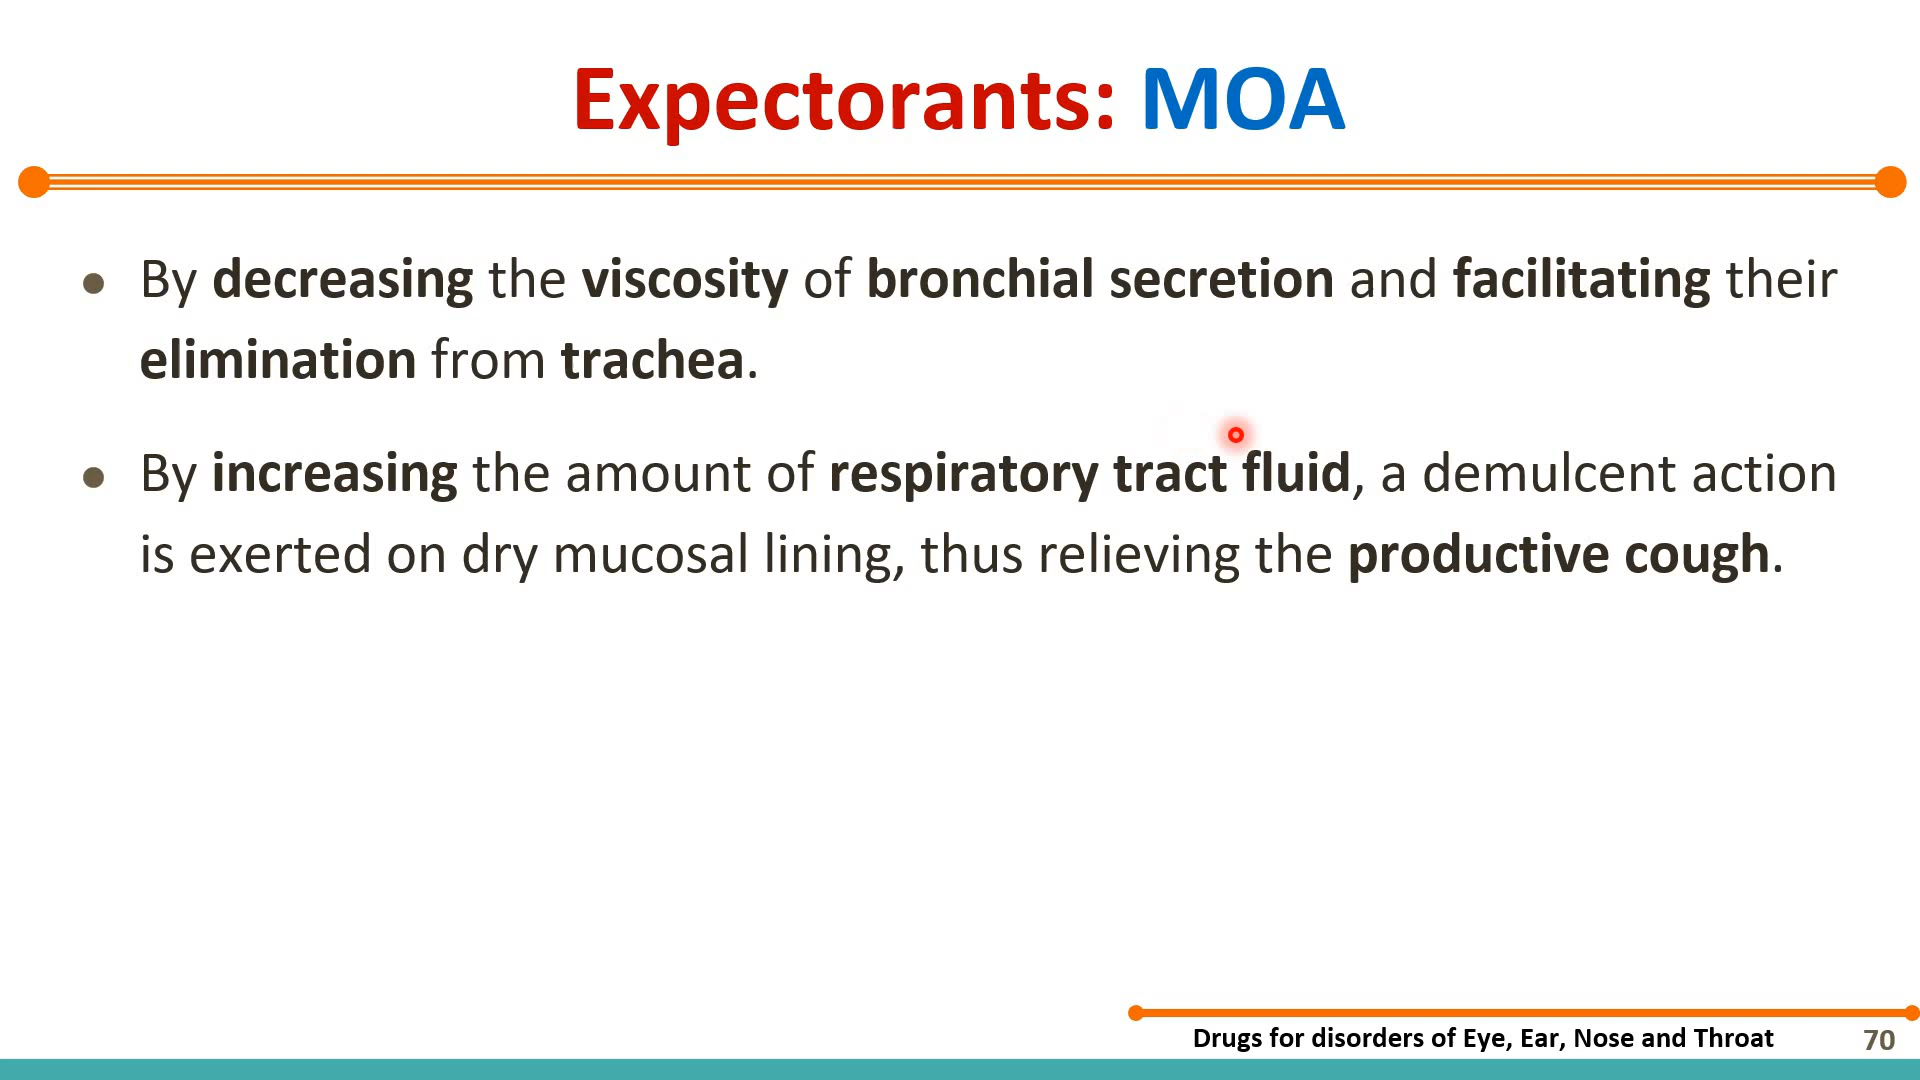 Expectorants: MOA
● By decreasing the viscosity of bronchial secretion and facilitating their
elimination from trachea.
● By increasing the amount of respiratory tract fluid, a demulcent action
is exerted on dry mucosal lining, thus relieving the productive cough.
Drugs for disorders of Eye, Ear, Nose and Throat
70